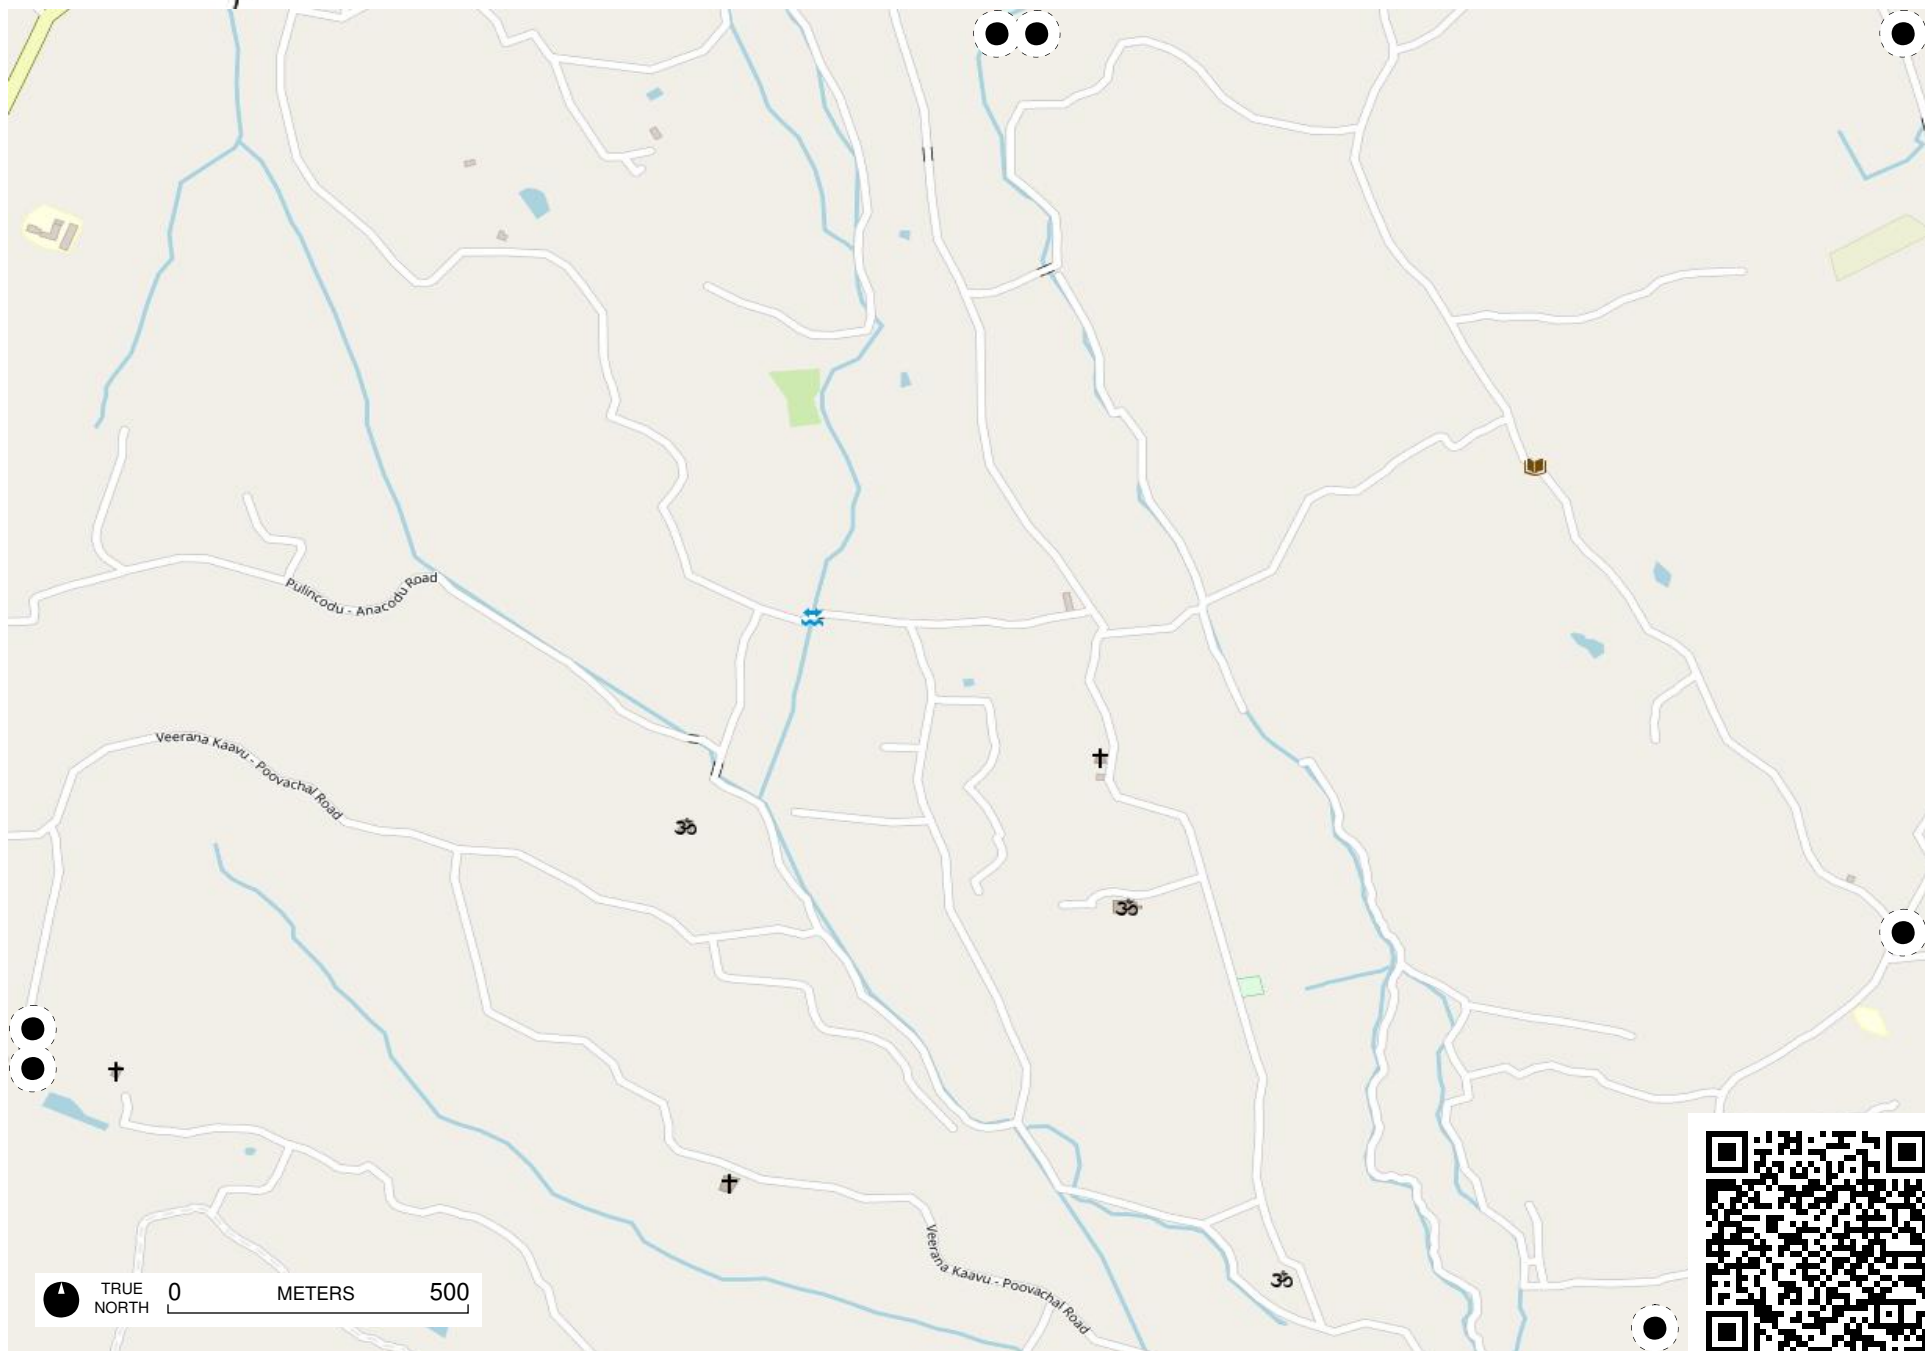 Pulincodu - Anacodu Road
Veerana Kaavu - Poovachal Road
ॐ
ॐ
Veerana Kaavu - Poovachal Road
ॐ
TRUE NORTH
0 METERS 500